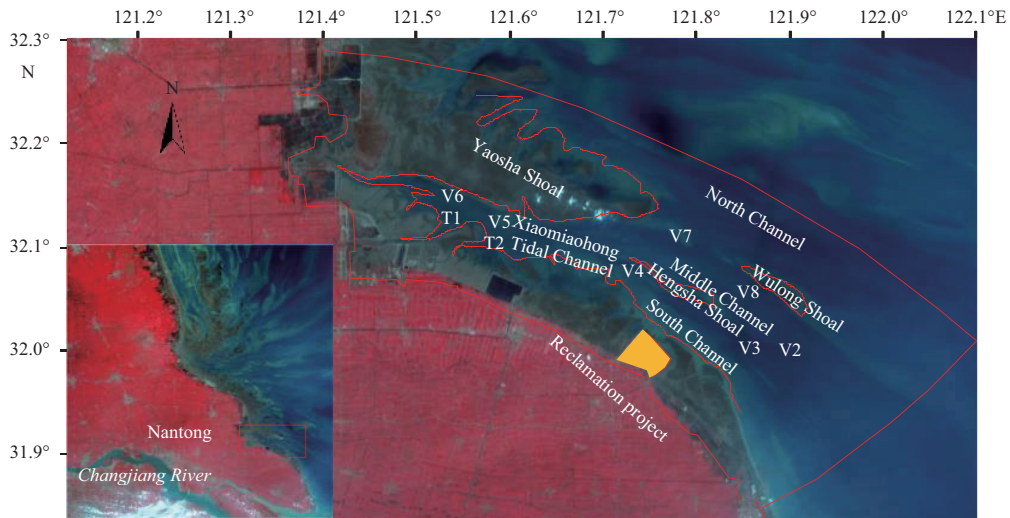 121.2°
121.3°
121.4°
121.5°
121.6°
121.7°
121.8°
121.9°
122.0°
122.1°E
32.3°
N
N
32.2°
Yaosha Shoal
North Channel
V6
T1
V5
Xiaomiaohong
V7
32.1°
T2
Tidal Channel
V4
Middle Channel
Wulong Shoal
Hengsha Shoal
V8
South Channel
V3
V2
32.0°
Reclamation project
31.9°
Nantong
Changjiang River